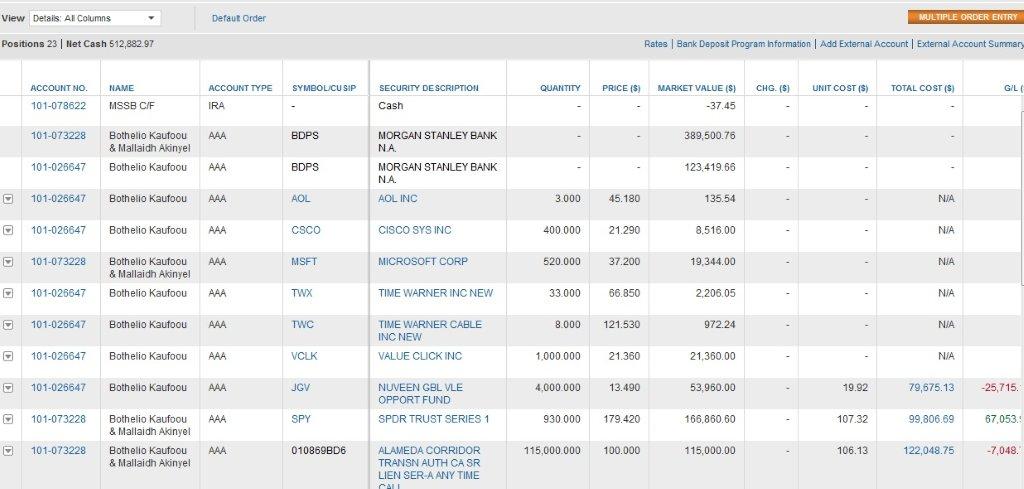 View Details: All Columns Default Order MULTIPLE ORDER ENTRY
Positions 23 | Net Cash 512,882.97 Rates | Bank Deposit Program Information | Add External Account | External Account Summary
ACCOUNT NO. NAME ACCOUNT TYPE SYMBOL/CUSIP SECURITY DESCRIPTION QUANTITY PRICE ($) MARKET VALUE ($) CHG. ($) UNIT COST ($) TOTAL COST ($) G/L (
101-078622 MSSB C/F IRA - Cash - - -37.45 - - -
101-073228 Bothelio Kaufoou AAA BDPS MORGAN STANLEY BANK - - 389,500.76 - - -
& Mallaidh Akinyel N.A.
101-026647 Bothelio Kaufoou AAA BDPS MORGAN STANLEY BANK - - 123,419.66 - - -
N.A.
101-026647 Bothelio Kaufoou AAA AOL AOL INC 3.000 45.180 135.54 - - N/A
101-026647 Bothelio Kaufoou AAA CSCO CISCO SYS INC 400.000 21.290 8,516.00 - - N/A
101-073228 Bothelio Kaufoou AAA MSFT MICROSOFT CORP 520.000 37.200 19,344.00 - - N/A
& Mallaidh Akinyel
101-026647 Bothelio Kaufoou AAA TWX TIME WARNER INC NEW 33.000 66.850 2,206.05 - - N/A
101-026647 Bothelio Kaufoou AAA TWC TIME WARNER CABLE 8.000 121.530 972.24 - - N/A
INC NEW
101-026647 Bothelio Kaufoou AAA VCLK VALUE CLICK INC 1,000.000 21.360 21,360.00 - - N/A
101-026647 Bothelio Kaufoou AAA JGV NUVEEN GBL VLE 4,000.000 13.490 53,960.00 - 19.92 79,675.13 -25,715.
OPPORT FUND
101-073228 Bothelio Kaufoou AAA SPY SPDR TRUST SERIES 1 930.000 179.420 166,860.60 - 107.32 99,806.69 67,053.
& Mallaidh Akinyel
101-073228 Bothelio Kaufoou AAA 010869BD6 ALAMEDA CORRIDOR 115,000.000 100.000 115,000.00 - 106.13 122,048.75 -7,048.
& Mallaidh Akinyel TRANSN AUTH CA SR
LIEN SER-A ANY TIME
CALL